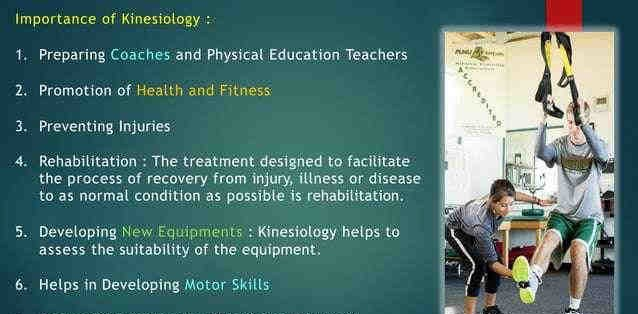 Importance of Kinesiology :
1. Preparing Coaches and Physical Education Teachers
2. Promotion of Health and Fitness
3. Preventing Injuries
4. Rehabilitation : The treatment designed to facilitate
the process of recovery from injury, illness or disease
to as normal condition as possible is rehabilitation.
5. Developing New Equipments : Kinesiology helps to
assess the suitability of the equipment.
6. Helps in Developing Motor Skills
ACCREDITED